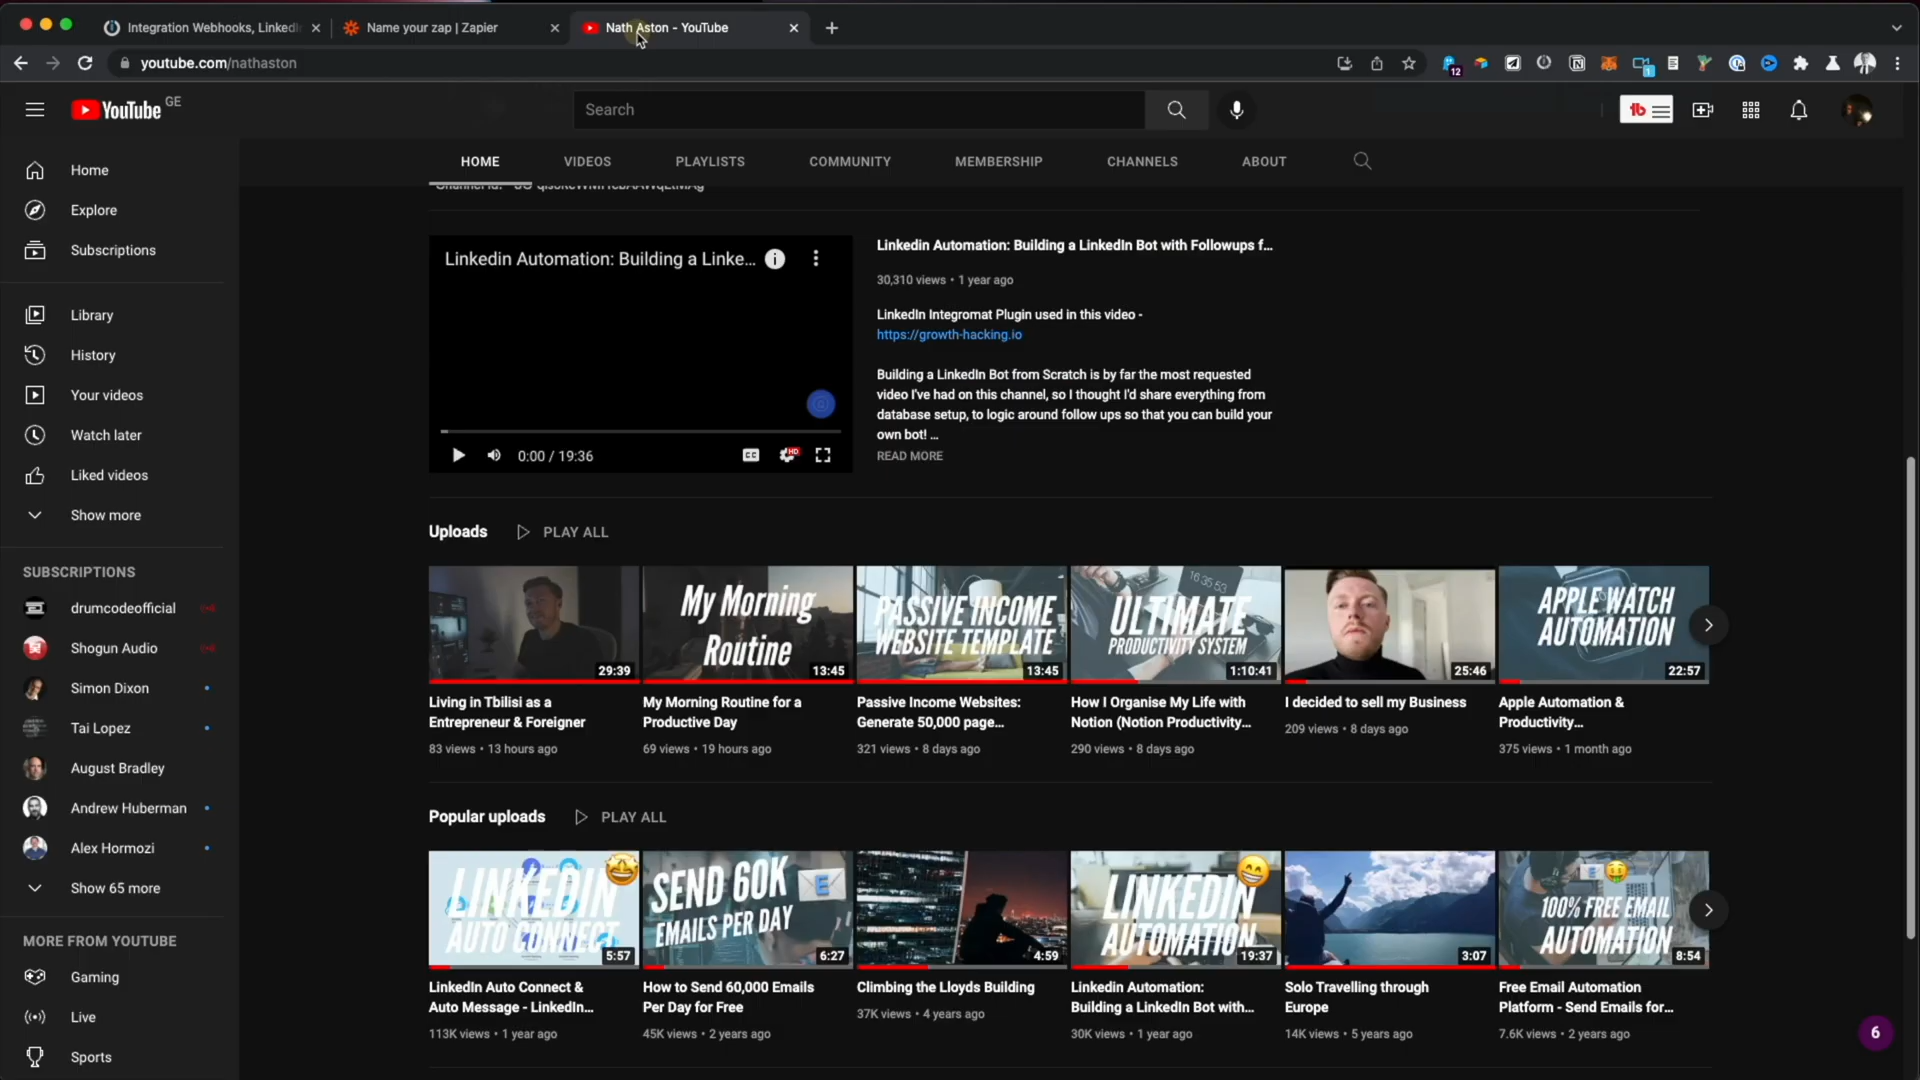 Integration Webhooks, LinkedI
Name your zap | Zapier
Nath Aston - YouTube
youtube.com/nathaston
12
1
YouTube GE
Search
tb
HOME
VIDEOS
PLAYLISTS
COMMUNITY
MEMBERSHIP
CHANNELS
ABOUT
Home
Explore
Subscriptions
Library
History
Your videos
Watch later
Liked videos
Show more
SUBSCRIPTIONS
drumcodeofficial
Shogun Audio
Simon Dixon
Tai Lopez
August Bradley
Andrew Huberman
Alex Hormozi
Show 65 more
MORE FROM YOUTUBE
Gaming
Live
Sports
Linkedin Automation: Building a Linke...
CC
HD
0:00 / 19:36
Linkedin Automation: Building a LinkedIn Bot with Followups f...
30,310 views • 1 year ago
LinkedIn Integromat Plugin used in this video -
https://growth-hacking.io
Building a LinkedIn Bot from Scratch is by far the most requested
video I've had on this channel, so I thought I'd share everything from
database setup, to logic around follow ups so that you can build your
own bot! ...
READ MORE
Uploads
PLAY ALL
29:39
Living in Tbilisi as a
Entrepreneur & Foreigner
83 views • 13 hours ago
My Morning
Routine
13:45
My Morning Routine for a
Productive Day
69 views • 19 hours ago
PASSIVE INCOME
WEBSITE TEMPLATE
13:45
Passive Income Websites:
Generate 50,000 page...
321 views • 8 days ago
16:35:53
ULTIMATE
PRODUCTIVITY SYSTEM
1:10:41
How I Organise My Life with
Notion (Notion Productivity...
290 views • 8 days ago
25:46
I decided to sell my Business
209 views • 8 days ago
APPLE WATCH
AUTOMATION
22:57
Apple Automation &
Productivity...
375 views • 1 month ago
Popular uploads
PLAY ALL
LINKEDIN
AUTO CONNECT
5:57
LinkedIn Auto Connect &
Auto Message - LinkedIn...
113K views • 1 year ago
SEND 60K
EMAILS PER DAY
E
6:27
How to Send 60,000 Emails
Per Day for Free
45K views • 2 years ago
4:59
Climbing the Lloyds Building
37K views • 4 years ago
LINKEDIN
AUTOMATION
19:37
Linkedin Automation:
Building a LinkedIn Bot with...
30K views • 1 year ago
3:07
Solo Travelling through
Europe
14K views • 5 years ago
E
100% FREE EMAIL
AUTOMATION
8:54
Free Email Automation
Platform - Send Emails for...
7.6K views • 2 years ago
6